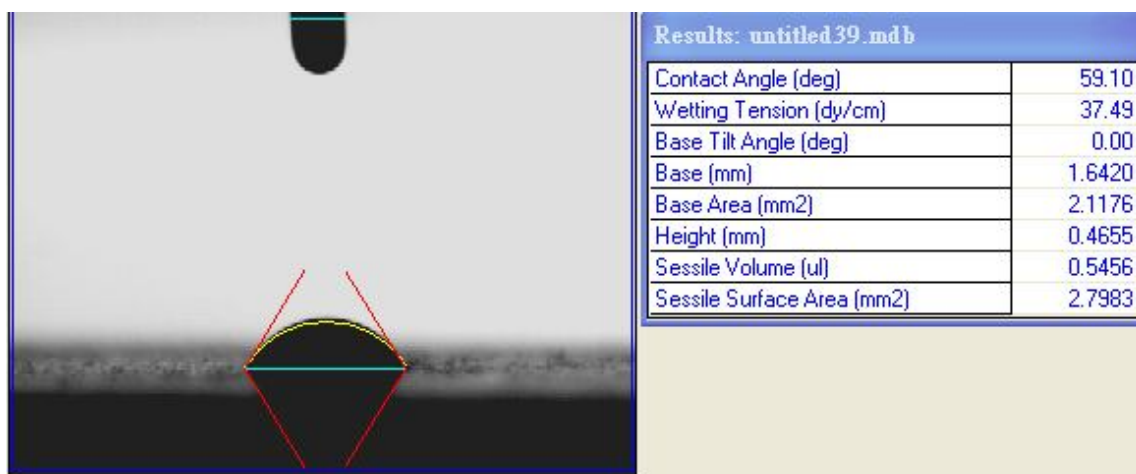 Results: untitled39.mdb
Contact Angle (deg) 59.10
Wetting Tension (dy/cm) 37.49
Base Tilt Angle (deg) 0.00
Base (mm) 1.6420
Base Area (mm2) 2.1176
Height (mm) 0.4655
Sessile Volume (ul) 0.5456
Sessile Surface Area (mm2) 2.7983